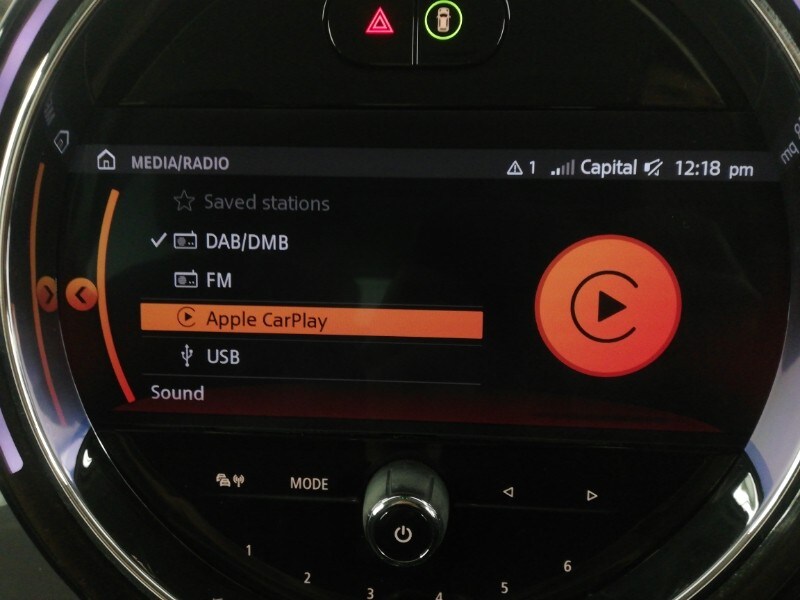 MEDIA/RADIO 1 Capital 12:18 pm
Saved stations
DAB/DMB
FM
Apple CarPlay
USB
Sound
MODE
1 2 3 4 5 6